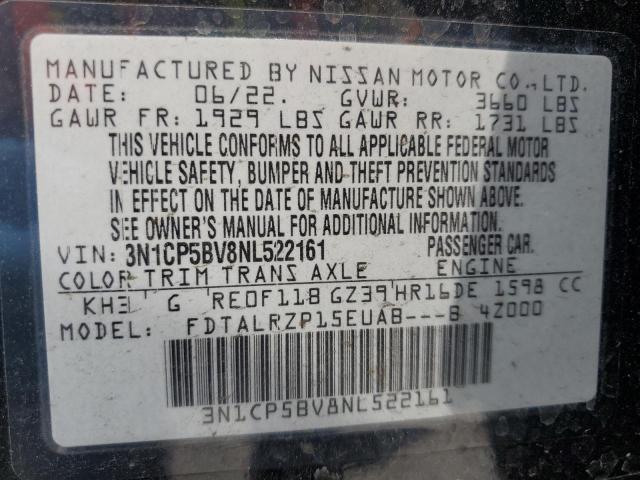 MANUFACTURED BY NISSAN MOTOR CO., LTD.
DATE: 06/22. GVWR: 3660 LBS
GAWR FR: 1929 LBS GAWR RR: 1731 LBS
THIS VEHICLE CONFORMS TO ALL APPLICABLE FEDERAL MOTOR
VEHICLE SAFETY, BUMPER AND THEFT PREVENTION STANDARDS
IN EFFECT ON THE DATE OF MANUFACTURE SHOWN ABOVE.
SEE OWNER'S MANUAL FOR ADDITIONAL INFORMATION.
VIN: 3N1CP5BV8NL522161 PASSENGER CAR.
COLOR TRIM TRANS AXLE ENGINE
KH3 G RE0F11B GZ39 HR16DE 1598 CC
MODEL: FDTALRZP15EUAB---B 4Z000
3N1CP5BV8NL522161